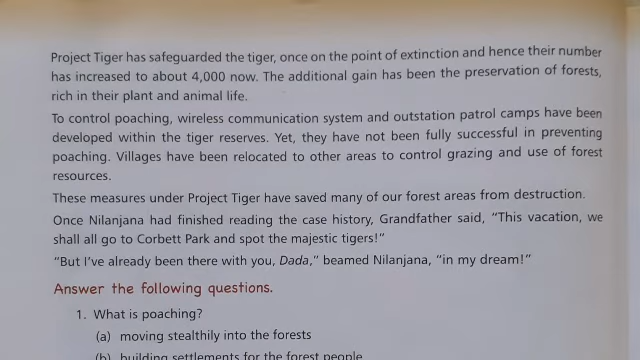 Project Tiger has safeguarded the tiger, once on the point of extinction and hence their number
has increased to about 4,000 now. The additional gain has been the preservation of forests,
rich in their plant and animal life.
To control poaching, wireless communication system and outstation patrol camps have been
developed within the tiger reserves. Yet, they have not been fully successful in preventing
poaching. Villages have been relocated to other areas to control grazing and use of forest
resources.
These measures under Project Tiger have saved many of our forest areas from destruction.
Once Nilanjana had finished reading the case history, Grandfather said, “This vacation, we
shall all go to Corbett Park and spot the majestic tigers!”
“But I’ve already been there with you, Dada,” beamed Nilanjana, “in my dream!”
Answer the following questions.
1. What is poaching?
(a) moving stealthily into the forests
(b) building settlements for the forest people